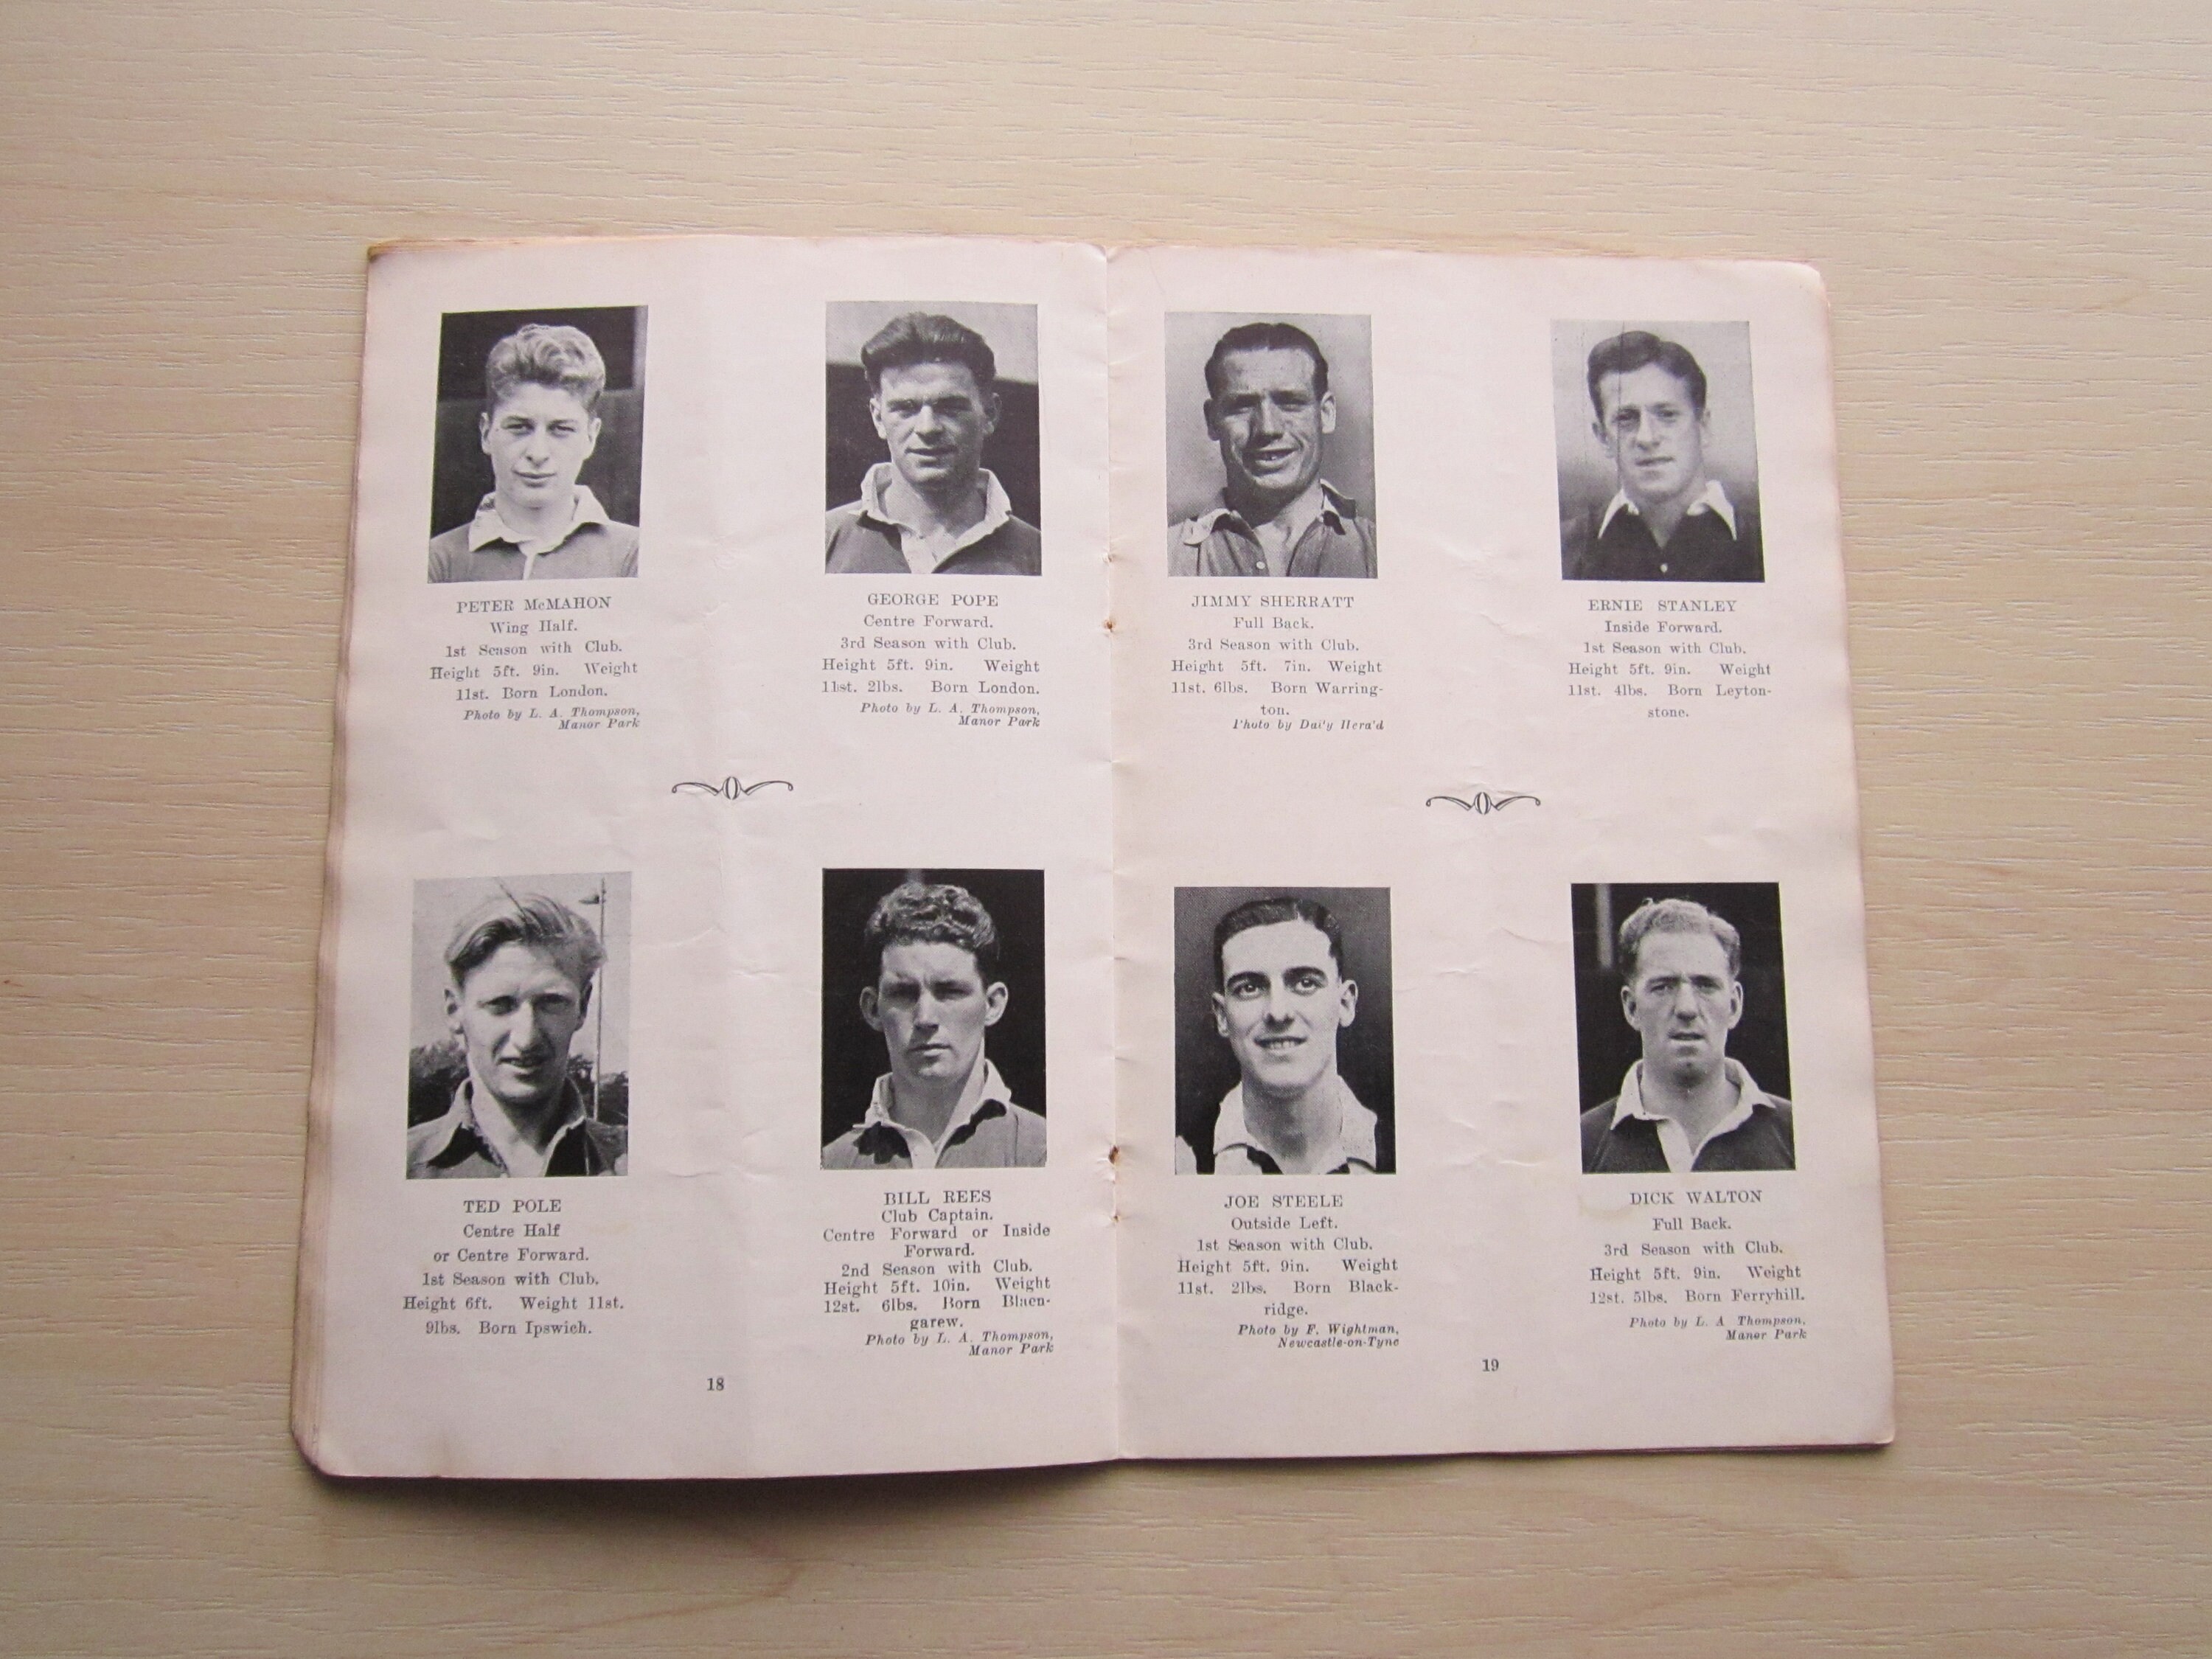 PETER McMAHON
Wing Half.
1st Season with Club.
Height 5ft. 9in. Weight
11st. Born London.
Photo by L. A. Thompson,
Manor Park
GEORGE POPE
Centre Forward.
3rd Season with Club.
Height 5ft. 9in. Weight
11st. 2lbs. Born London.
Photo by L. A. Thompson,
Manor Park
TED POLE
Centre Half
or Centre Forward.
1st Season with Club.
Height 6ft. Weight 11st.
9lbs. Born Ipswich.
BILL REES
Club Captain.
Centre Forward or Inside
Forward.
2nd Season with Club.
Height 5ft. 10in. Weight
12st. 6lbs. Born Blaen-
garew.
Photo by L. A. Thompson,
Manor Park
18
JIMMY SHERRATT
Full Back.
3rd Season with Club.
Height 5ft. 7in. Weight
11st. 6lbs. Born Warring-
ton.
Photo by Daily Herald
ERNIE STANLEY
Inside Forward.
1st Season with Club.
Height 5ft. 9in. Weight
11st. 4lbs. Born Leyton-
stone.
JOE STEELE
Outside Left.
1st Season with Club.
Height 5ft. 9in. Weight
11st. 2lbs. Born Black-
ridge.
Photo by F. Wightman,
Newcastle-on-Tyne
DICK WALTON
Full Back.
3rd Season with Club.
Height 5ft. 9in. Weight
12st. 5lbs. Born Ferryhill.
Photo by L. A Thompson,
Manor Park
19